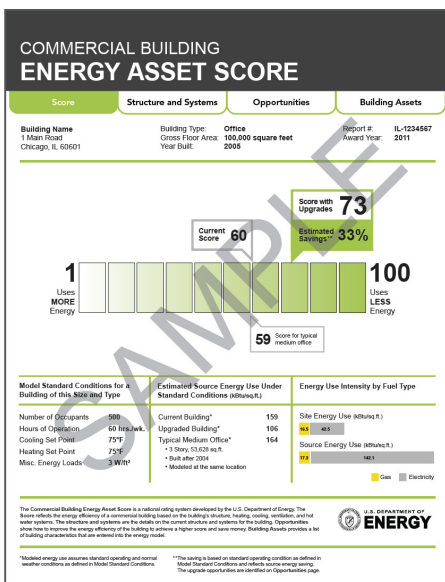 COMMERCIAL BUILDING
ENERGY ASSET SCORE
Score Structure and Systems Opportunities Building Assets
Building Name Building Type: Office Report #: IL-1234567
1 Main Road Gross Floor Area: 100,000 square feet Award Year: 2011
Chicago, IL 60601 Year Built: 2005
Score with Upgrades 73
Current Score 60
Estimated Savings** 33%
1 Uses MORE Energy
100 Uses LESS Energy
59 Score for typical medium office
SAMPLE
Model Standard Conditions for a
Building of this Size and Type
Number of Occupants 500
Hours of Operation 60 hrs./wk.
Cooling Set Point 75°F
Heating Set Point 75°F
Misc. Energy Loads 3 W/ft²
Estimated Source Energy Use Under
Standard Conditions (kBtu/sq.ft.)
Current Building* 159
Upgraded Building* 106
Typical Medium Office* 164
• 3 Story, 53,628 sq.ft.
• Built after 2004
• Modeled at the same location
Energy Use Intensity by Fuel Type
Site Energy Use (kBtu/sq.ft.)
16.5 42.5
Source Energy Use (kBtu/sq.ft.)
17.3 142.1
Gas Electricity
The Commercial Building Energy Asset Score is a national rating system developed by the U.S. Department of Energy. The
Score reflects the energy efficiency of a commercial building based on the building's structure, heating, cooling, ventilation, and hot
water systems. The structure and systems are the details on the current structure and systems for the building. Opportunities
show how to improve the energy efficiency of the building to achieve a higher score and save money. Building Assets provides a list
of building characteristics that are entered into the energy model.
U.S. DEPARTMENT OF
ENERGY
*Modeled energy use assumes standard operating and normal
weather conditions as defined in Model Standard Conditions.
**The saving is based on standard operating condition as defined in
Model Standard Conditions and reflects source energy saving.
The upgrade opportunities are identified on Opportunities page.